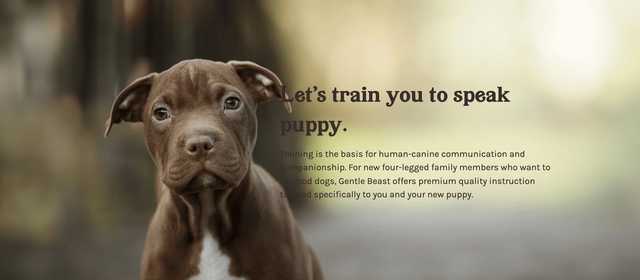 Let's train you to speak
puppy.
Training is the basis for human-canine communication and
companionship. For new four-legged family members who want to
good dogs, Gentle Beast offers premium quality instruction
specifically to you and your new puppy.